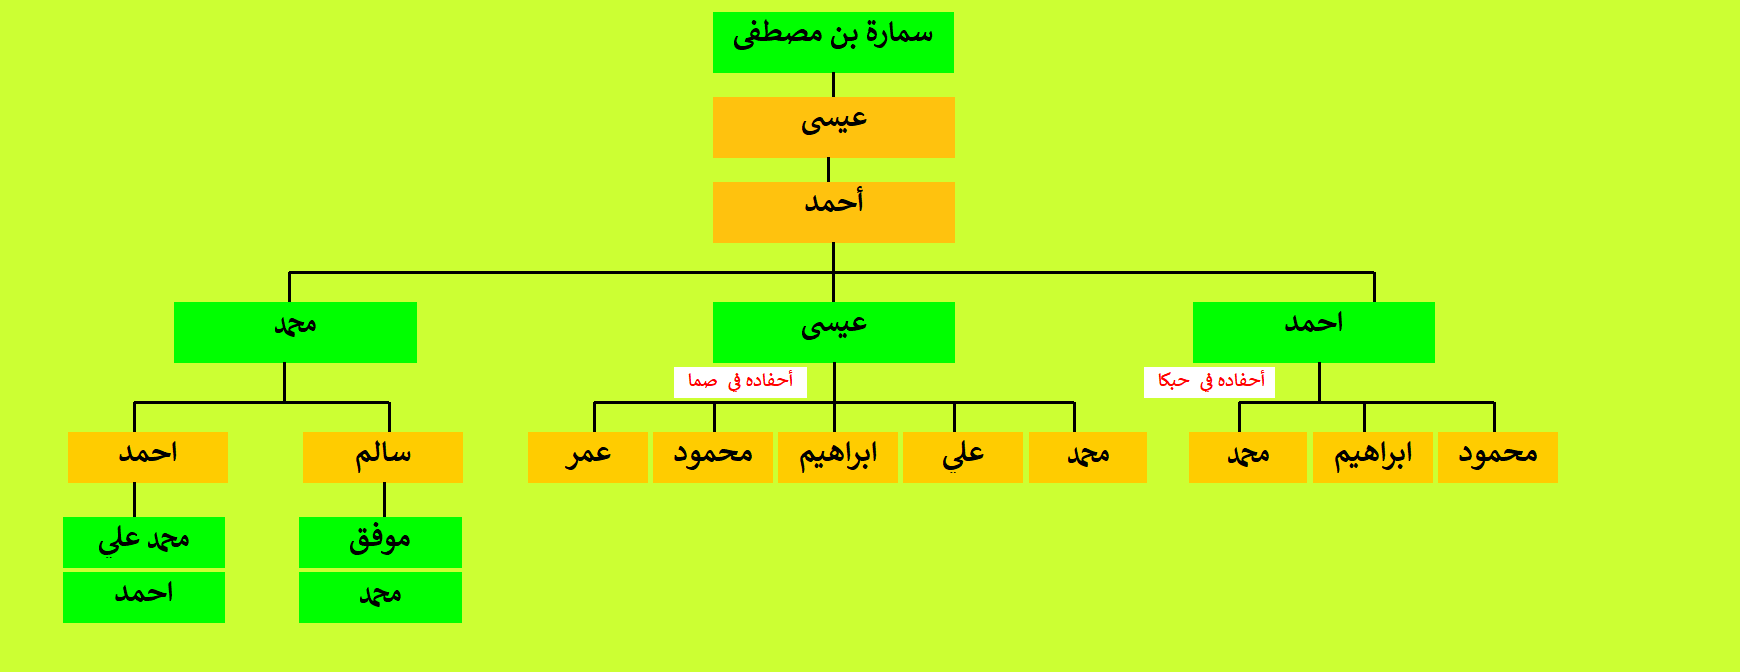 سمارة بن مصطفى
عيسى
أحمد
احمد
عيسى
محمد
أحفاده في حبكا
أحفاده في صما
محمود
ابراهيم
محمد
محمد
علي
ابراهيم
محمود
عمر
سالم
احمد
موفق
محمد علي
محمد
احمد